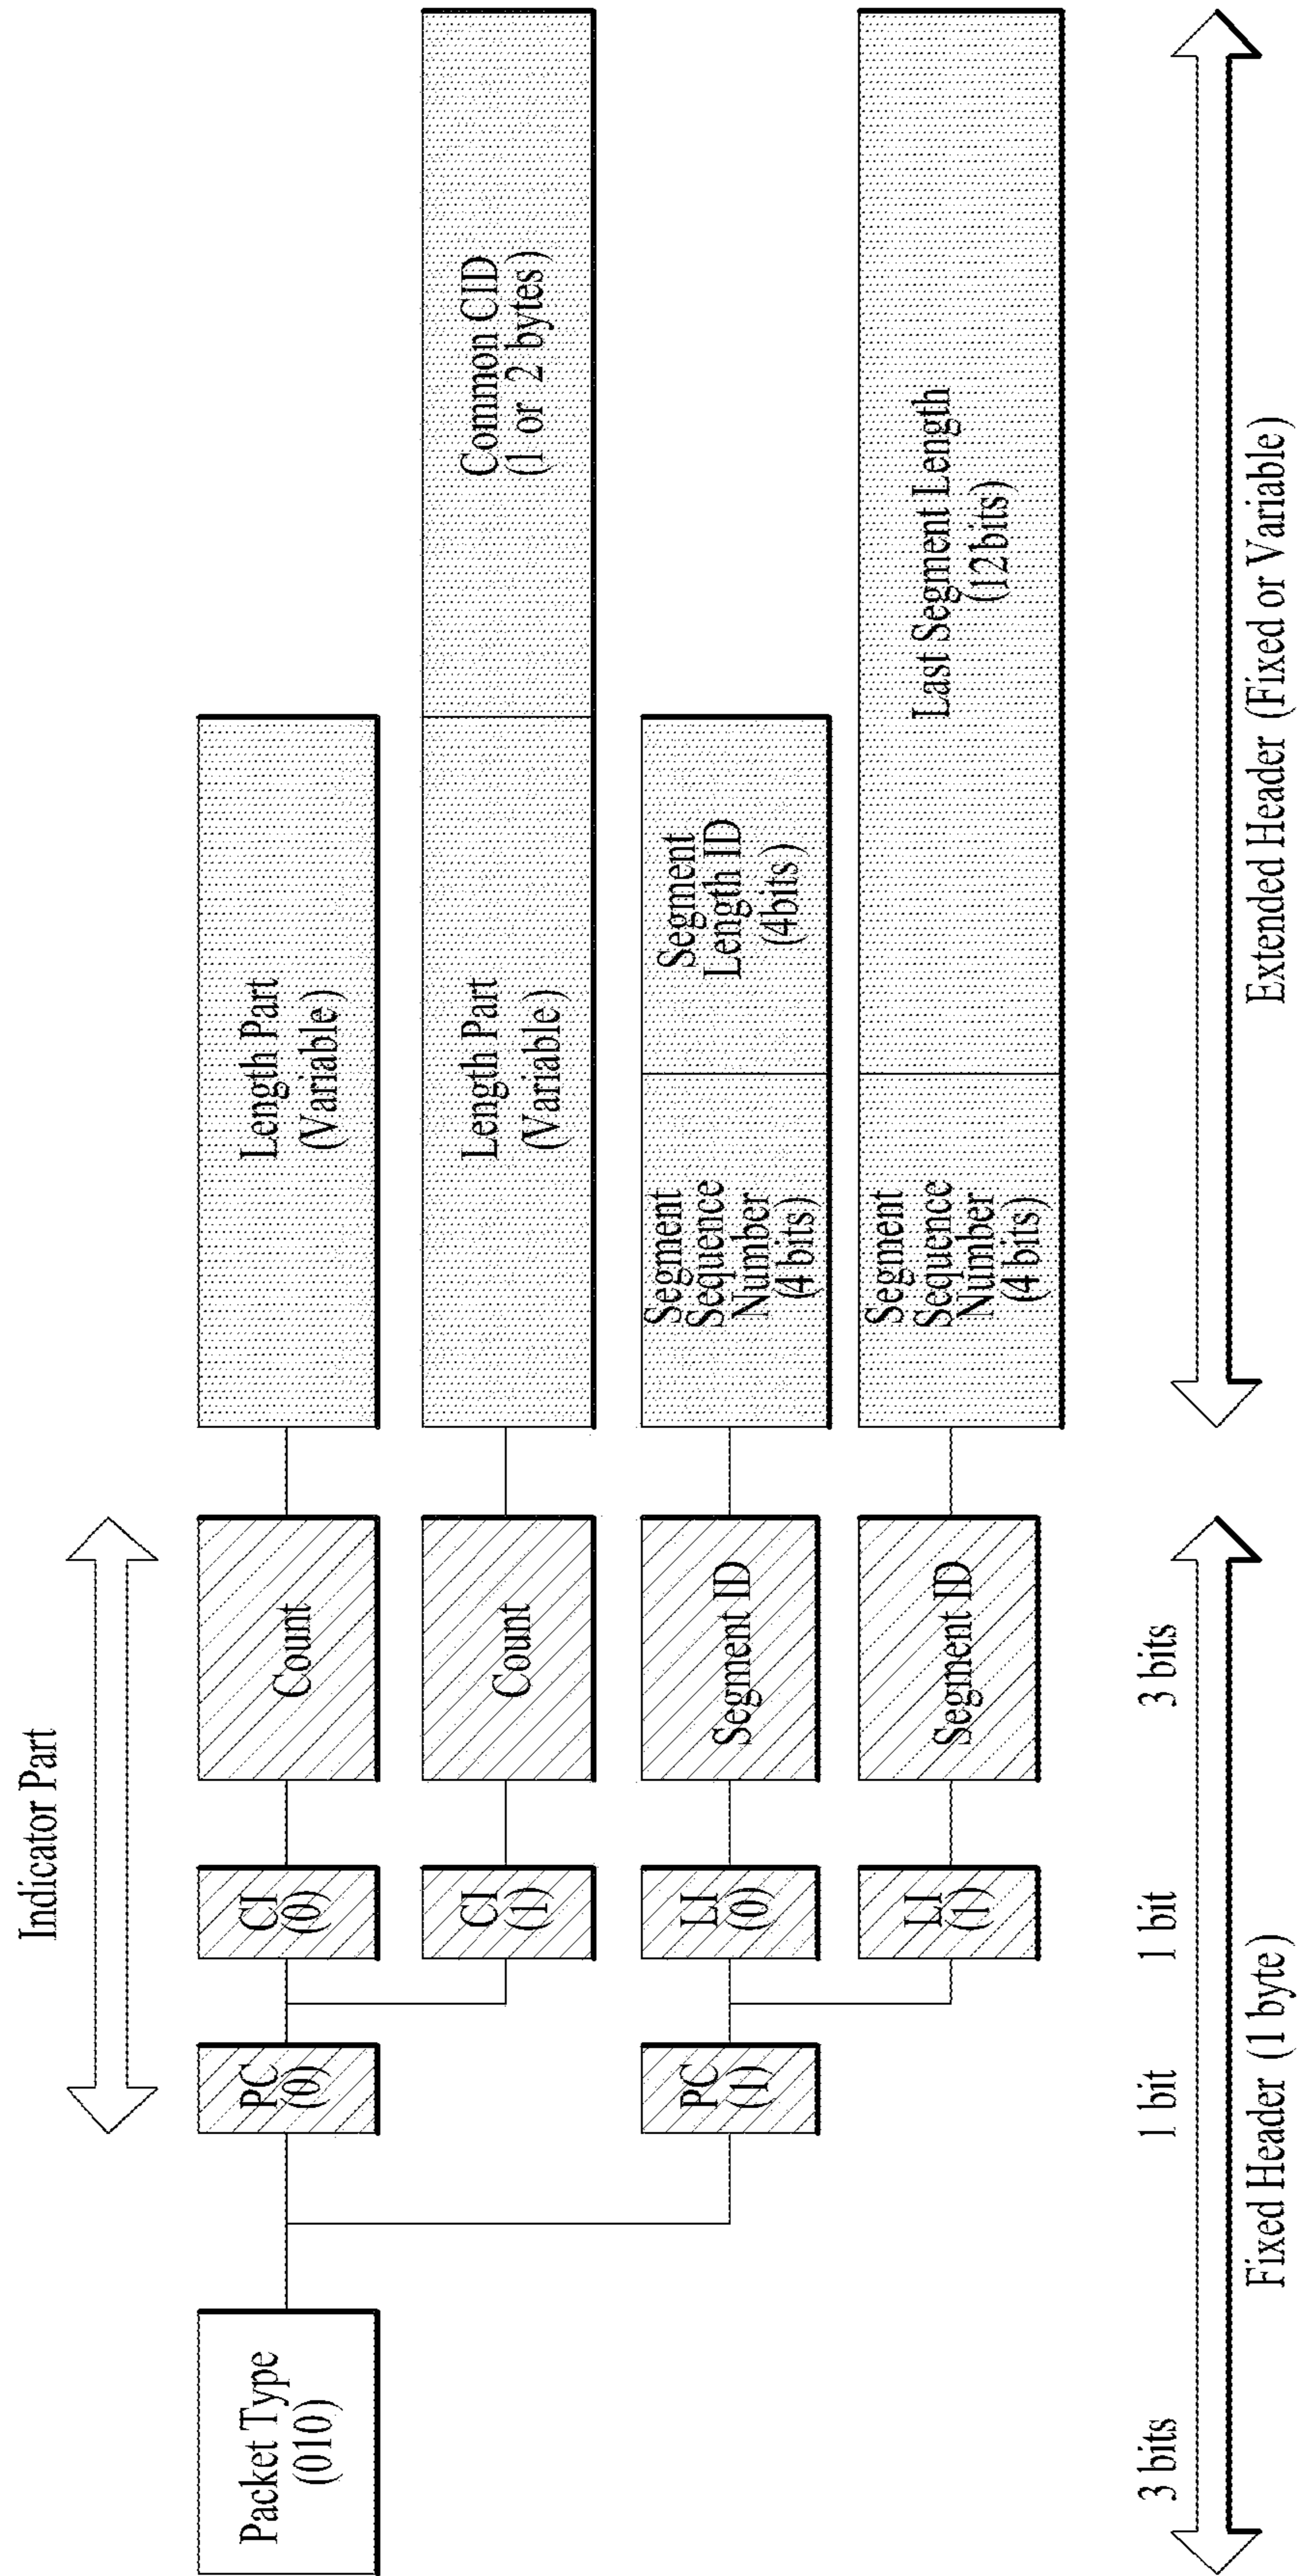 Indicator Part
Packet Type
(010)
PC
(0)
CI
(0)
Count
Length Part
(Variable)
CI
(1)
Count
Length Part
(Variable)
Common CID
(1 or 2 bytes)
PC
(1)
LI
(0)
Segment ID
Segment
Sequence
Number
(4 bits)
Segment
Length ID
(4bits)
LI
(1)
Segment ID
Segment
Sequence
Number
(4 bits)
Last Segment Length
(12bits)
3 bits
1 bit
1 bit
3 bits
Fixed Header (1 byte)
Extended Header (Fixed or Variable)